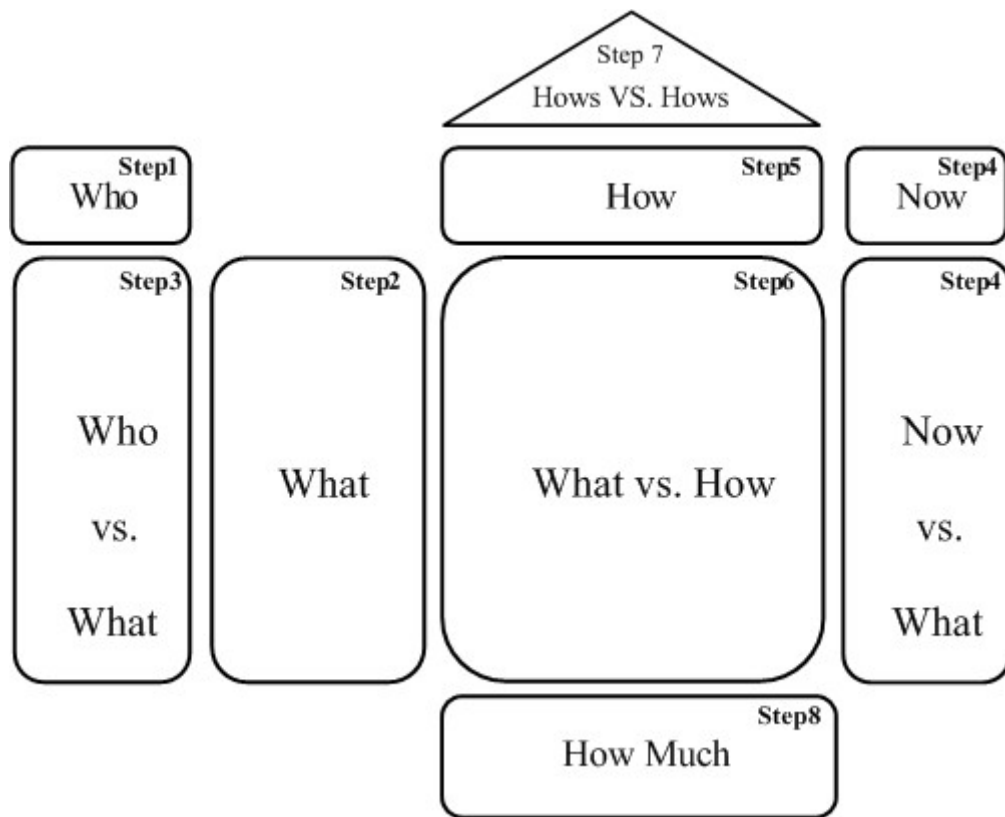 Step 7
Hows VS. Hows
Step1
Who
Step5
How
Step4
Now
Step3
Who
vs.
What
Step2
What
Step6
What vs. How
Step4
Now
vs.
What
Step8
How Much